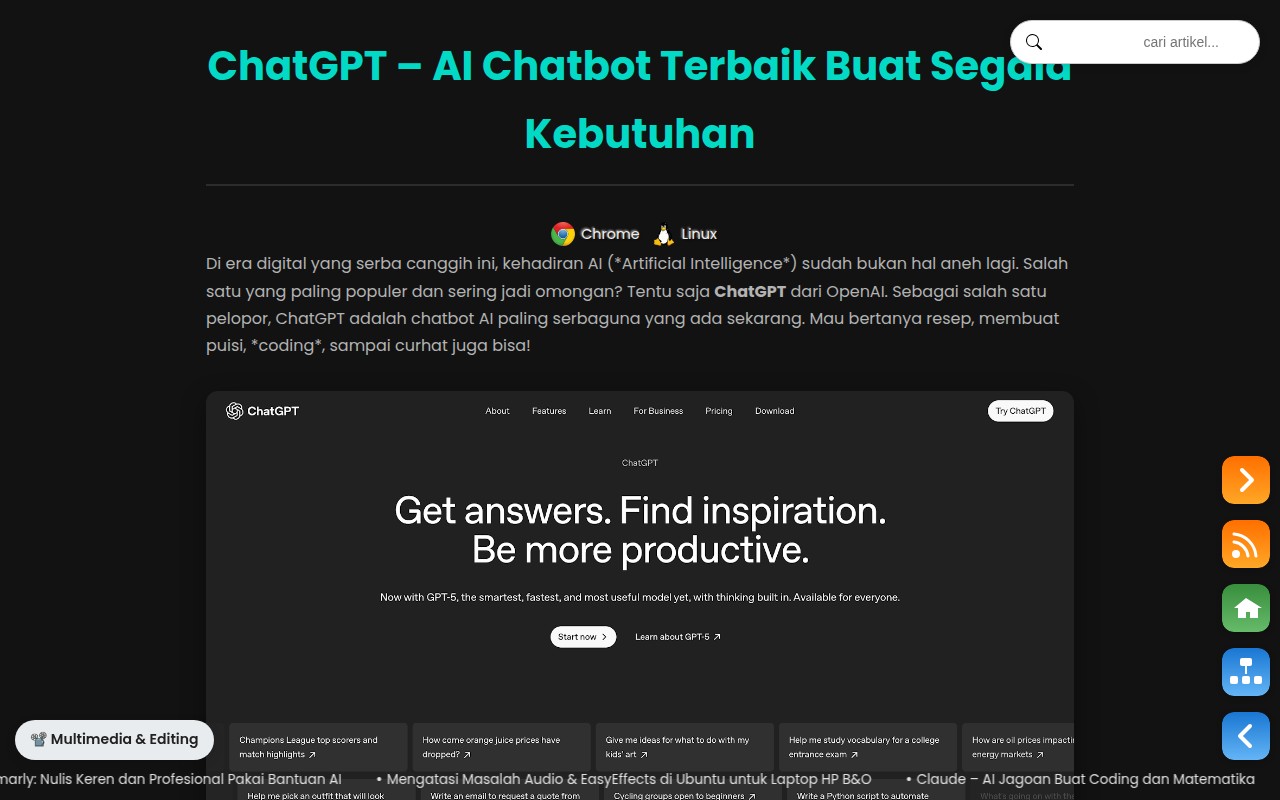 cari artikel...
ChatGPT – AI Chatbot Terbaik Buat Segala
Kebutuhan
Chrome Linux
Di era digital yang serba canggih ini, kehadiran AI (*Artificial Intelligence*) sudah bukan hal aneh lagi. Salah
satu yang paling populer dan sering jadi omongan? Tentu saja ChatGPT dari OpenAI. Sebagai salah satu
pelopor, ChatGPT adalah chatbot AI paling serbaguna yang ada sekarang. Mau bertanya resep, membuat
puisi, *coding*, sampai curhat juga bisa!
ChatGPT About Features Learn For Business Pricing Download Try ChatGPT
ChatGPT
Get answers. Find inspiration.
Be more productive.
Now with GPT-5, the smartest, fastest, and most useful model yet, with thinking built in. Available for everyone.
Start now Learn about GPT-5
Champions League top scorers and
match highlights
How come orange juice prices have
dropped?
Give me ideas for what to do with my
kids' art
Help me study vocabulary for a college
entrance exam
How are oil prices impacti
energy markets
Multimedia & Editing
marly: Nulis Keren dan Profesional Pakai Bantuan AI • Mengatasi Masalah Audio & EasyEffects di Ubuntu untuk Laptop HP B&O • Claude – AI Jagoan Buat Coding dan Matematika
Help me pick an outfit that will look Write an email to request a quote from Cycling groups open to beginners Write a Python script to automate What's going on with the